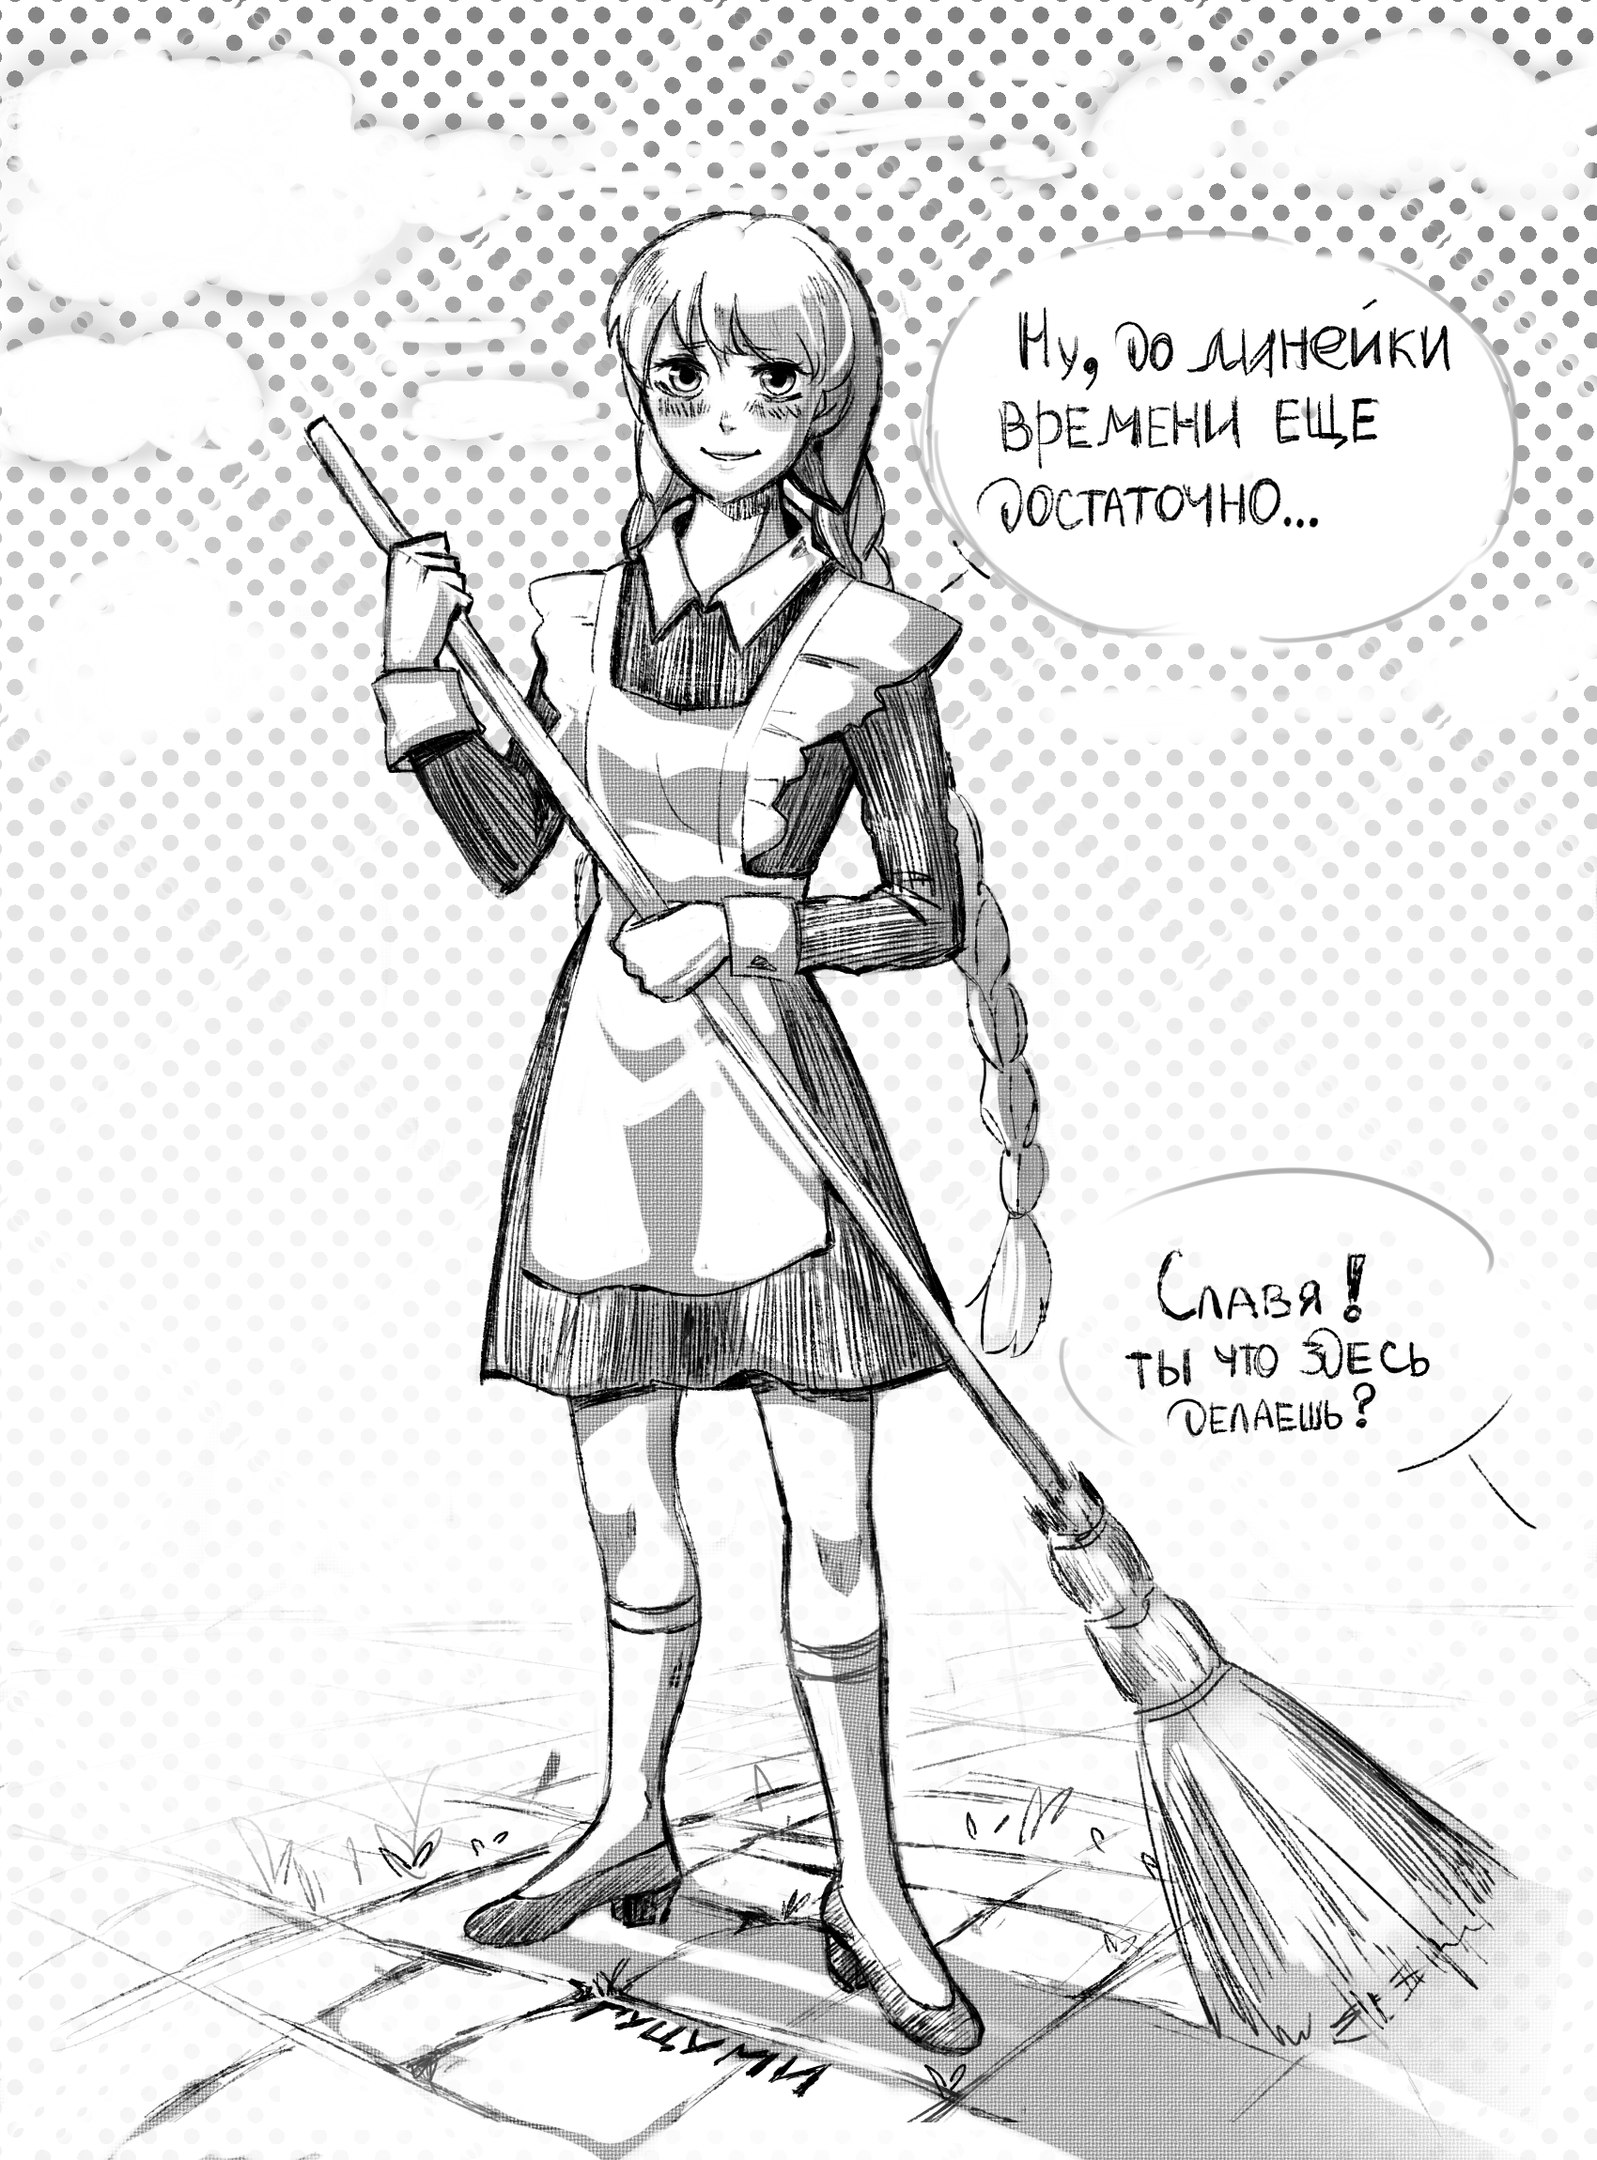 Ну, до линейки
времени еще
достаточно...
Славя!
Ты что здесь
делаешь?